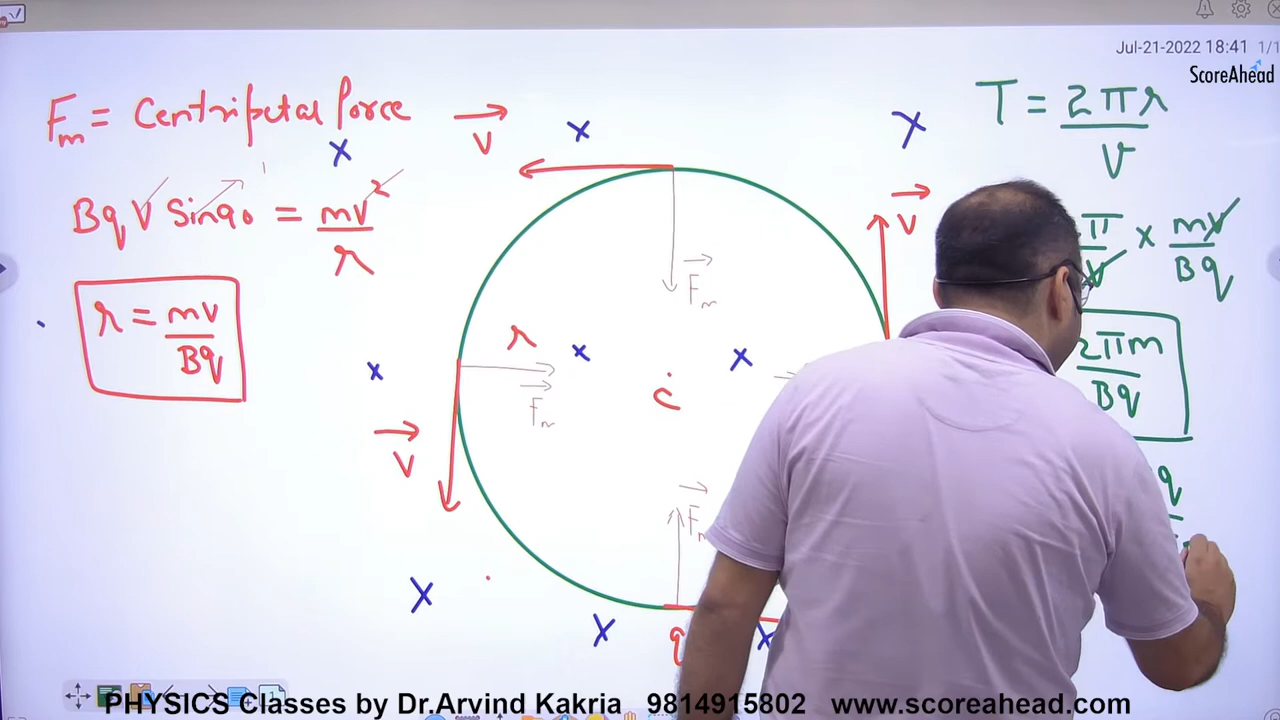 Jul-21-2022 18:41 1/1
ScoreAhead
Fm = Centripetal force
BqV Sin90 = mv²/r
r = mv/Bq
T = 2πr/V
π/V × mV/Bq
2πm/Bq
q
V
V
V
Fm
r
Fm
C
Fm
q
PHYSICS Classes by Dr.Arvind Kakria 9814915802 www.scoreahead.com